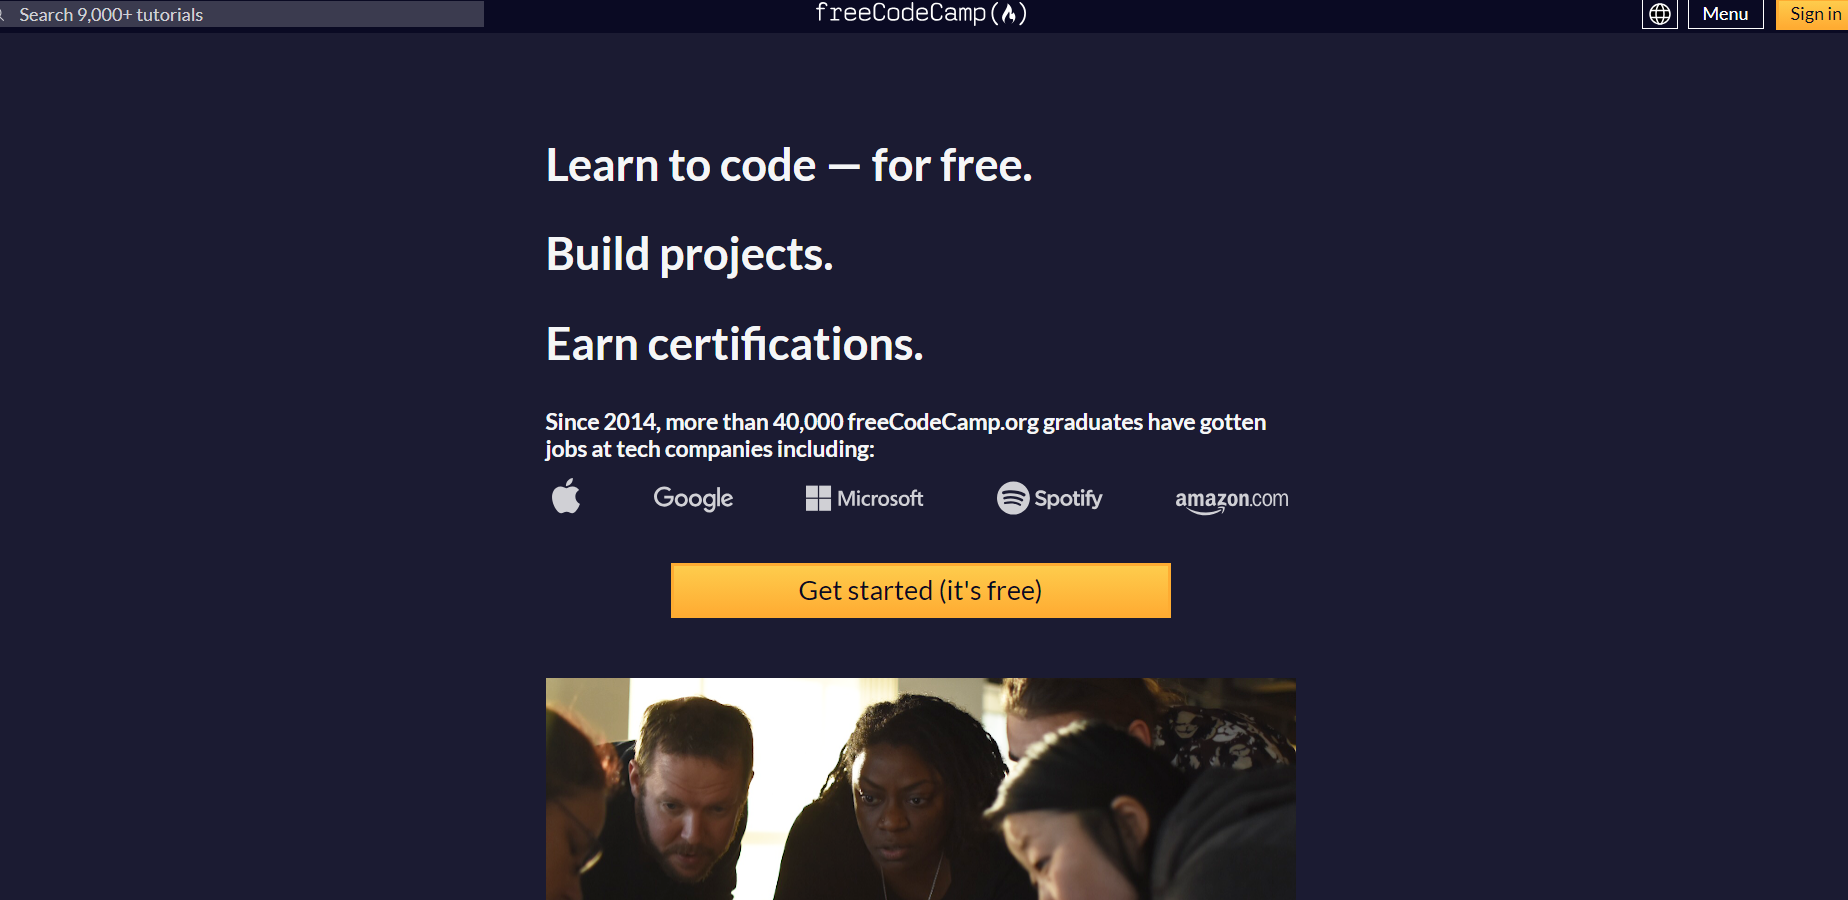 Search 9,000+ tutorials
freeCodeCamp(🔥)
Menu
Sign in
Learn to code — for free.
Build projects.
Earn certifications.
Since 2014, more than 40,000 freeCodeCamp.org graduates have gotten
jobs at tech companies including:
Google
Microsoft
Spotify
amazon.com
Get started (it's free)